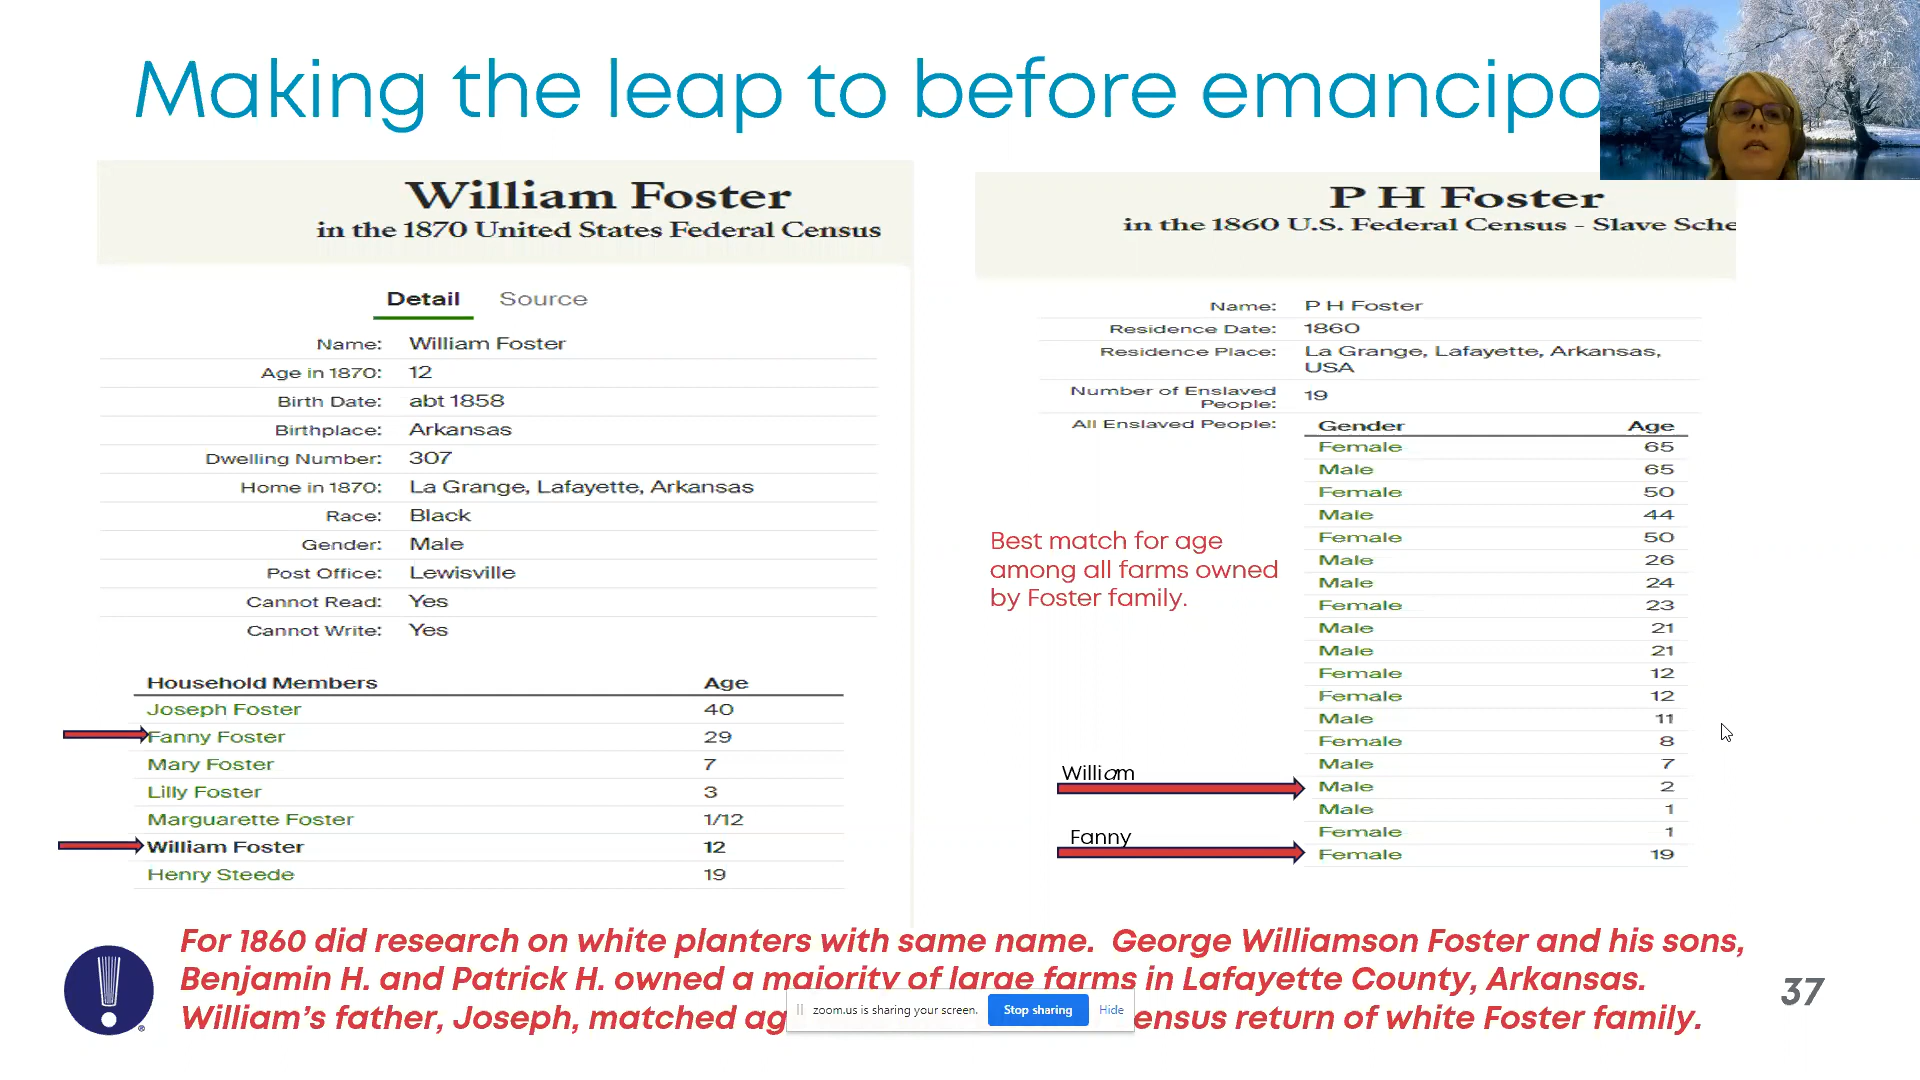 Making the leap to before emancipa
William Foster
in the 1870 United States Federal Census
Detail Source
Name: William Foster
Age in 1870: 12
Birth Date: abt 1858
Birthplace: Arkansas
Dwelling Number: 307
Home in 1870: La Grange, Lafayette, Arkansas
Race: Black
Gender: Male
Post Office: Lewisville
Cannot Read: Yes
Cannot Write: Yes
Household Members Age
Joseph Foster 40
Fanny Foster 29
Mary Foster 7
Lilly Foster 3
Marguarette Foster 1/12
William Foster 12
Henry Steede 19
P H Foster
in the 1860 U.S. Federal Census - Slave Sche
Name: P H Foster
Residence Date: 1860
Residence Place: La Grange, Lafayette, Arkansas,
USA
Number of Enslaved
People: 19
All Enslaved People: Gender Age
Female 65
Male 65
Female 50
Male 44
Female 50
Male 26
Male 24
Female 23
Male 21
Male 21
Female 12
Female 12
Male 11
Female 8
Male 7
Male 2
Male 1
Female 1
Female 19
Best match for age
among all farms owned
by Foster family.
William
Fanny
For 1860 did research on white planters with same name. George Williamson Foster and his sons,
Benjamin H. and Patrick H. owned a majority of large farms in Lafayette County, Arkansas.
William's father, Joseph, matched ag ensus return of white Foster family.
37
zoom.us is sharing your screen. Stop sharing Hide